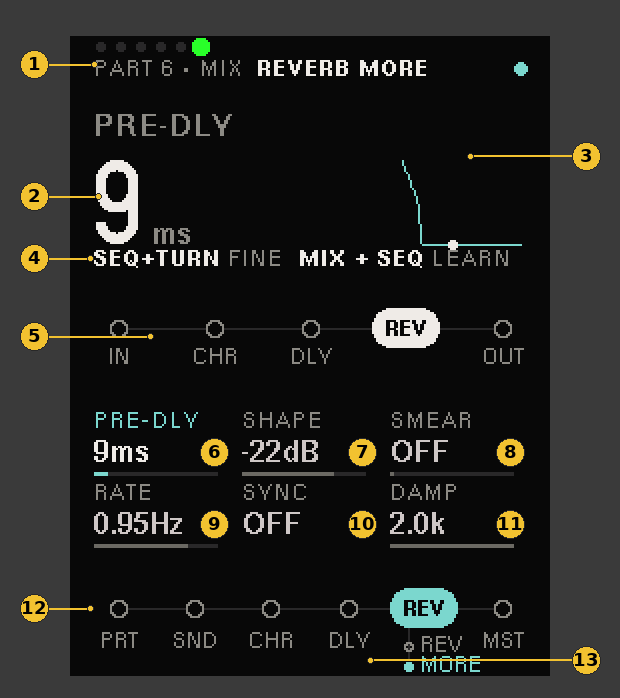 1 PART 6 · MIX REVERB MORE
PRE-DLY
3
2 9 ms
4 SEQ+TURN FINE MIX + SEQ LEARN
REV
5
IN CHR DLY OUT
PRE-DLY SHAPE SMEAR
9ms 6 -22dB 7 OFF 8
RATE SYNC DAMP
0.95Hz 9 OFF 10 2.0k 11
12 REV
PRT SND CHR DLY REV MST
MORE 13